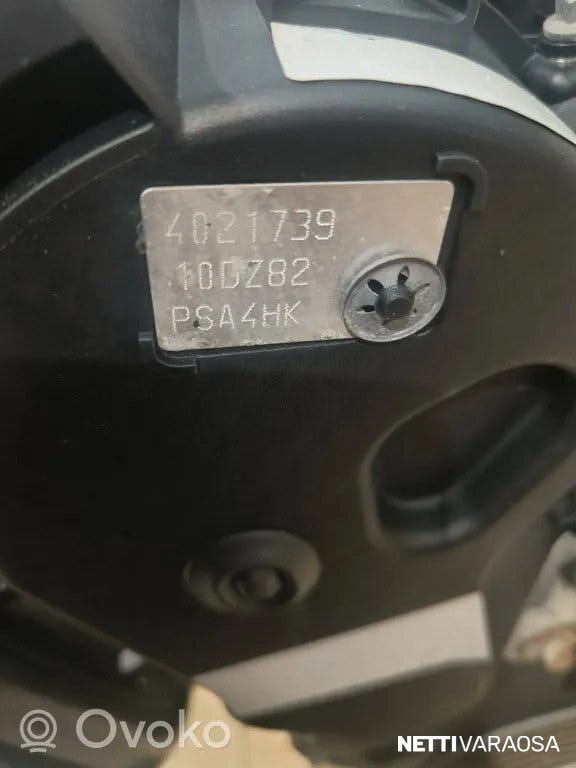 4021739
10DZ82
PSA4HK
Ovoko
NETTIVARAOSA